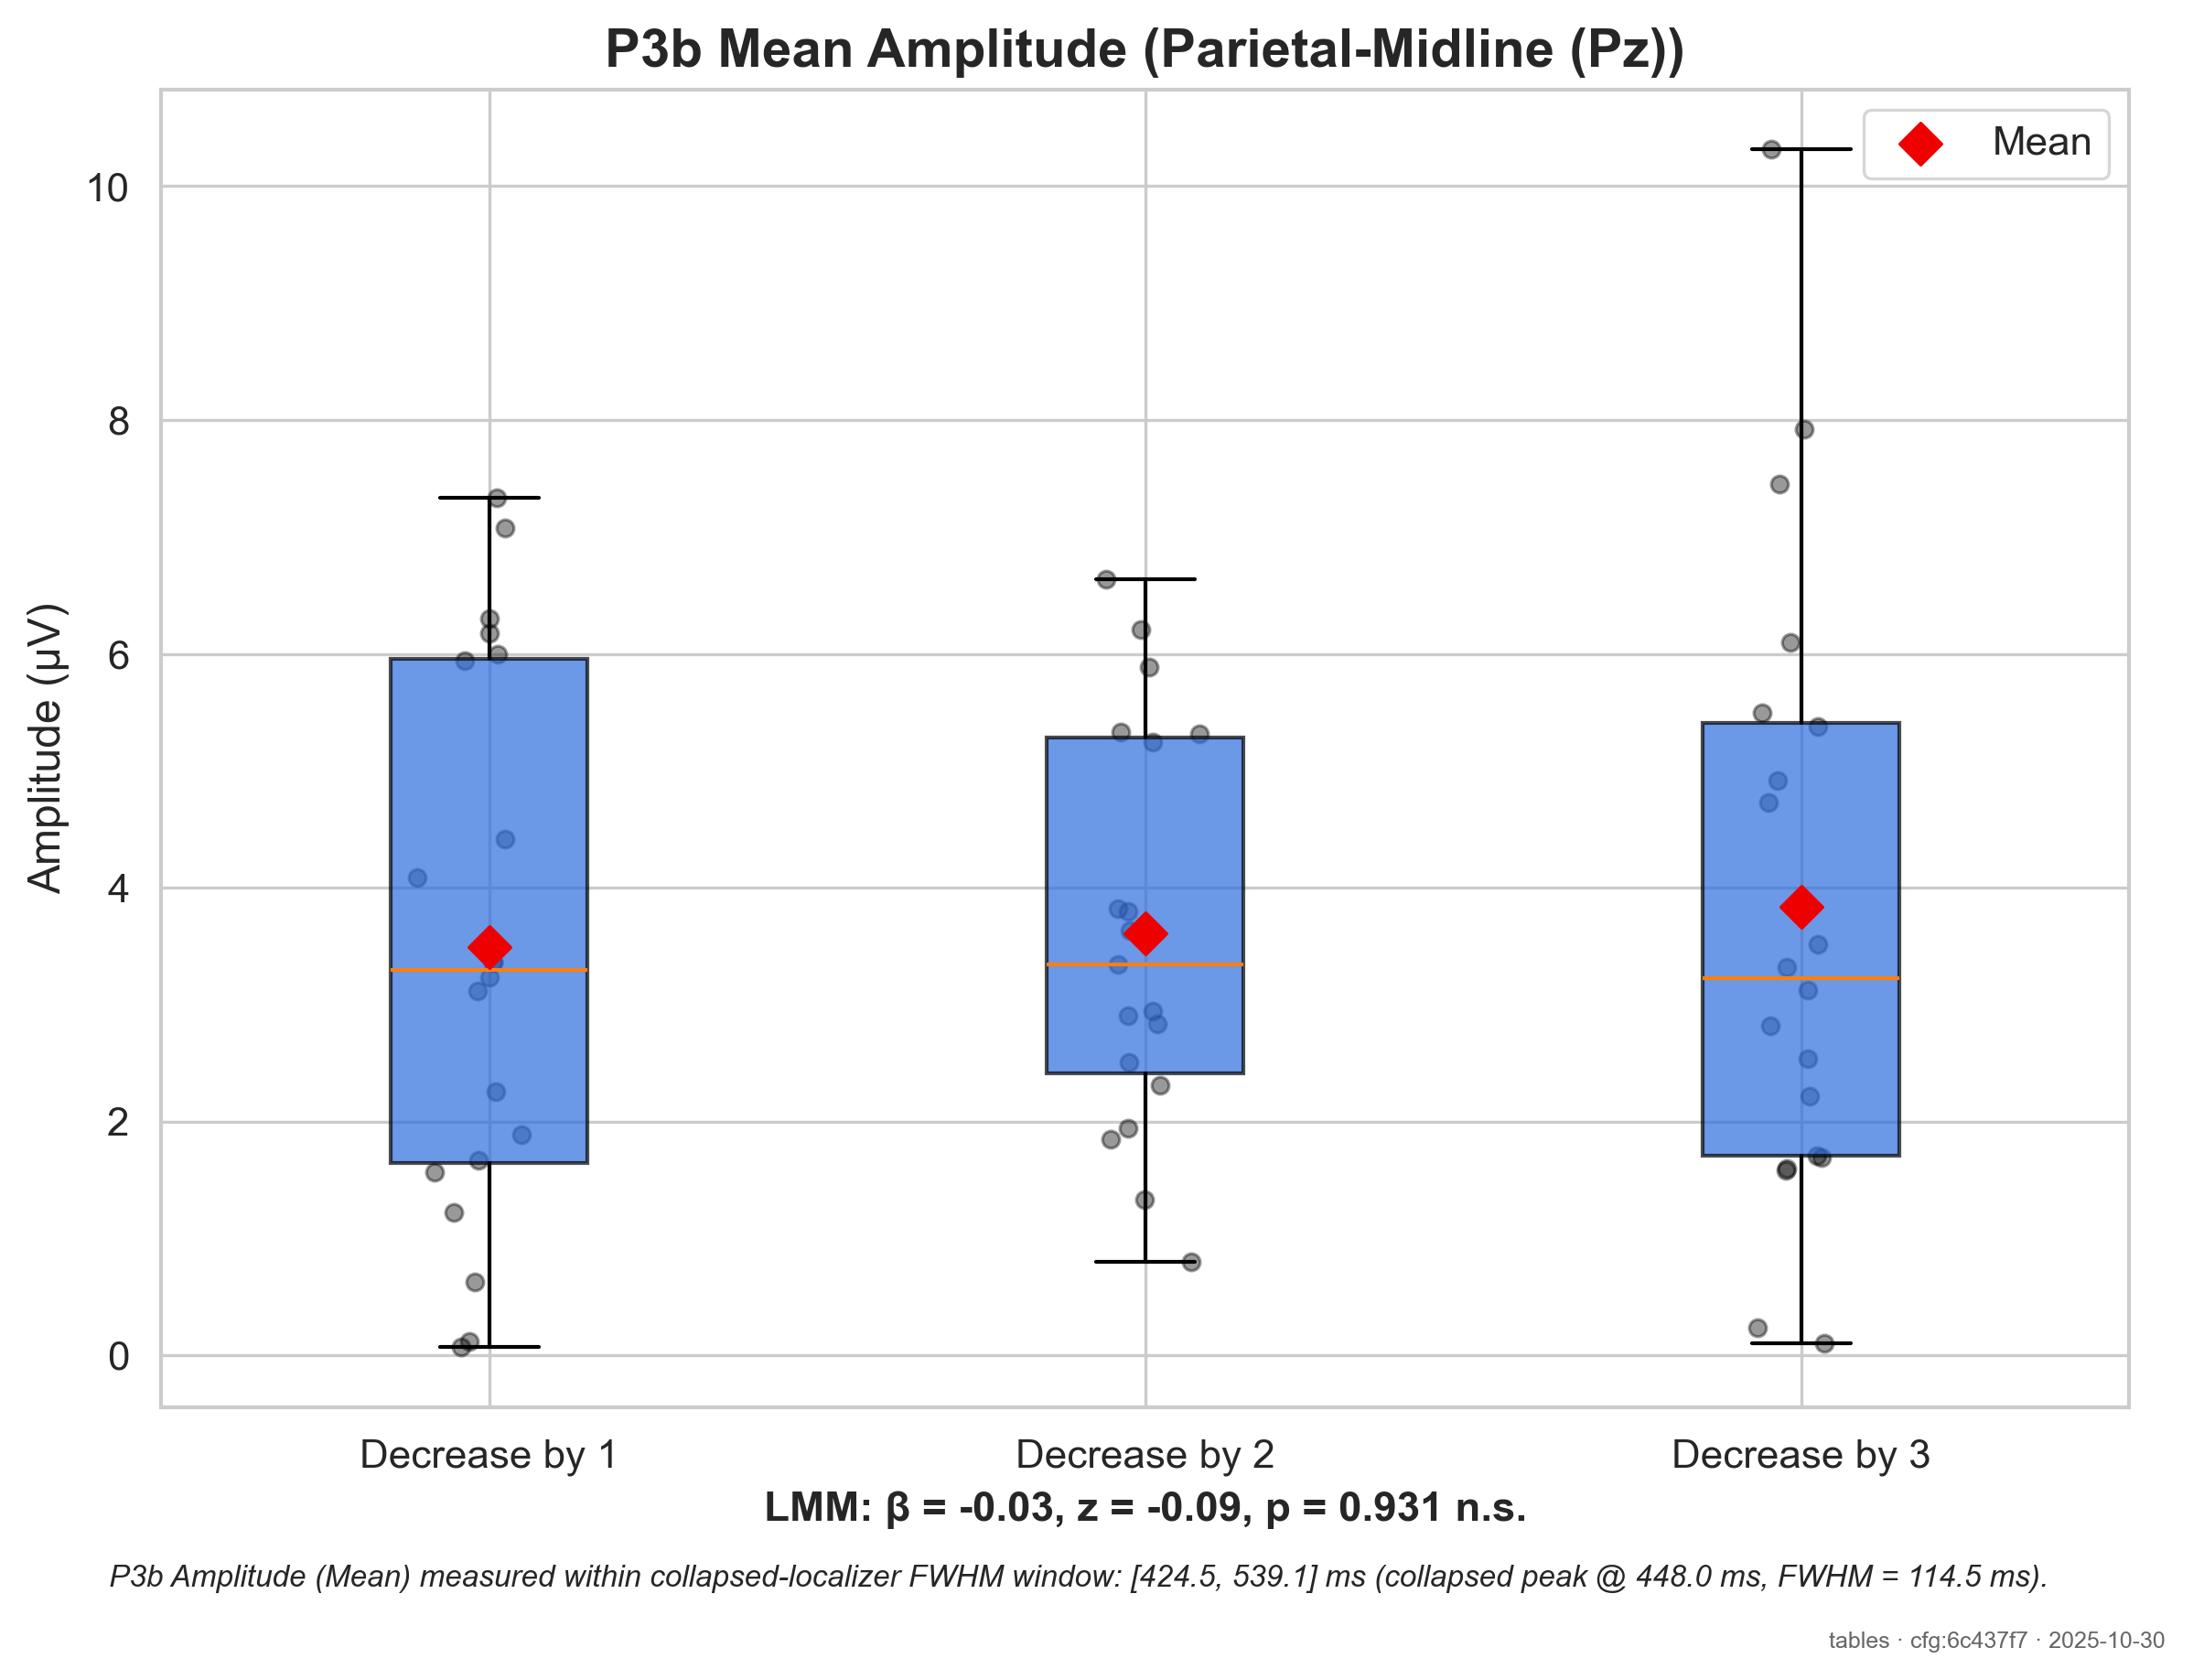 P3b Mean Amplitude (Parietal-Midline (Pz))
Mean
Amplitude (µV)
10
8
6
4
2
0
Decrease by 1
Decrease by 2
Decrease by 3
LMM: β = -0.03, z = -0.09, p = 0.931 n.s.
P3b Amplitude (Mean) measured within collapsed-localizer FWHM window: [424.5, 539.1] ms (collapsed peak @ 448.0 ms, FWHM = 114.5 ms).
tables · cfg:6c437f7 · 2025-10-30